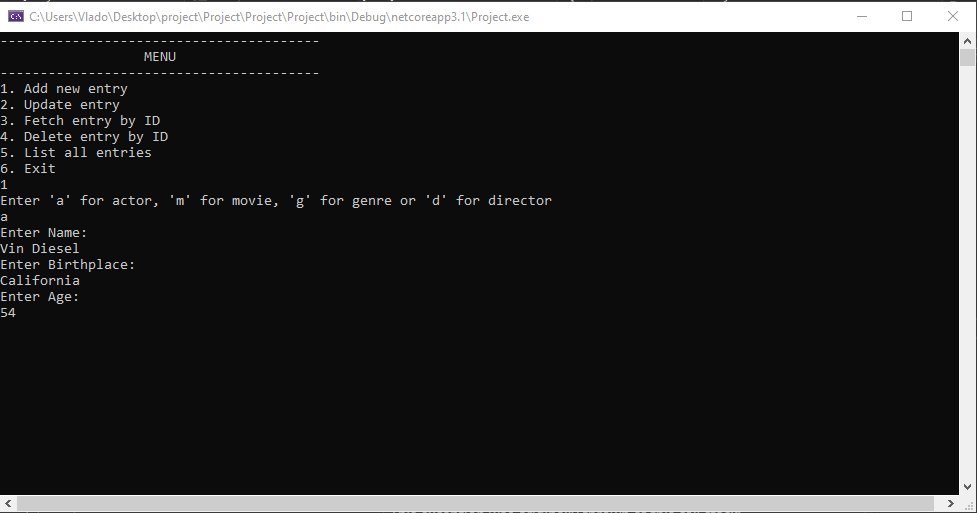 C:\Users\Vlado\Desktop\project\Project\Project\Project\bin\Debug\netcoreapp3.1\Project.exe
----------------------------------------
MENU
----------------------------------------
1. Add new entry
2. Update entry
3. Fetch entry by ID
4. Delete entry by ID
5. List all entries
6. Exit
1
Enter 'a' for actor, 'm' for movie, 'g' for genre or 'd' for director
a
Enter Name:
Vin Diesel
Enter Birthplace:
California
Enter Age:
54